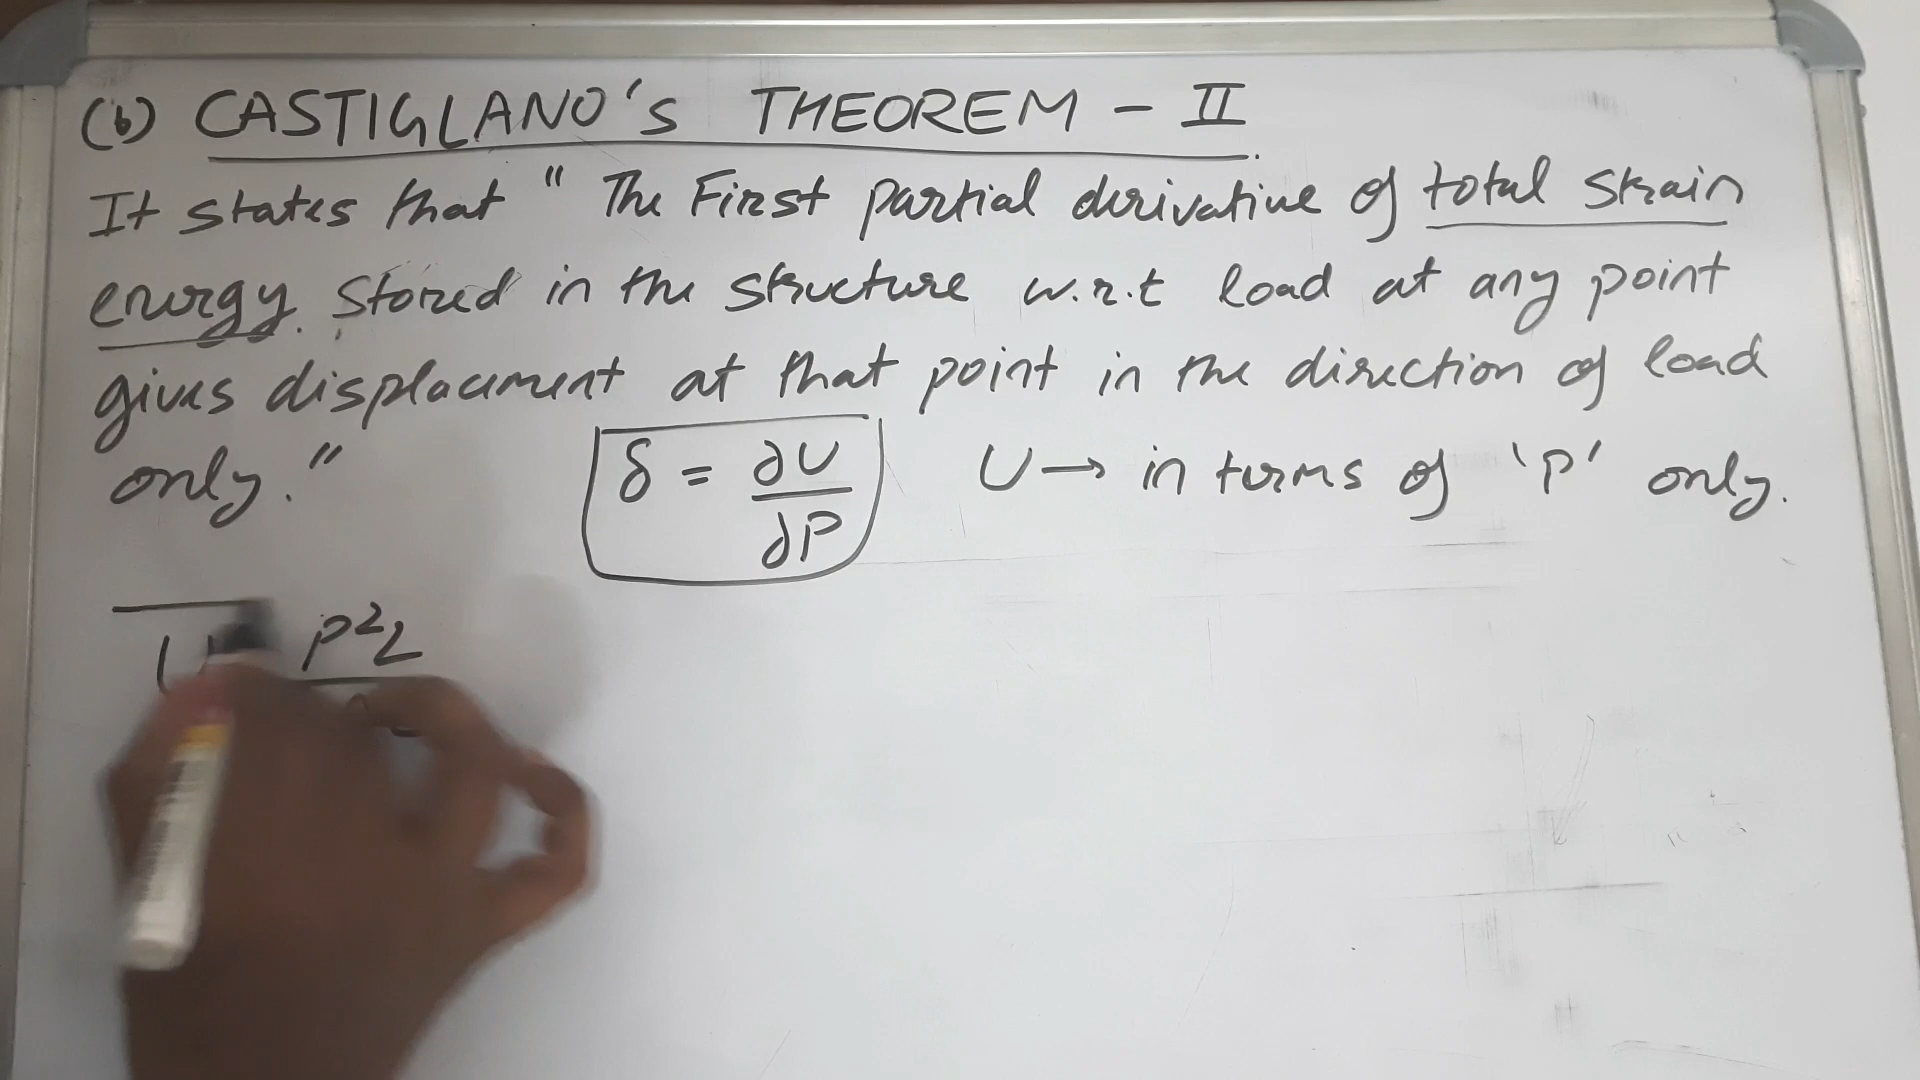 (b) CASTIGLANO's THEOREM - II
It states that " The First partial derivative of total strain
energy. stored in the structure w.r.t load at any point
gives displacement at that point in the direction of load
only."
δ = ∂U/∂P U → in terms of 'P' only.
U P²L